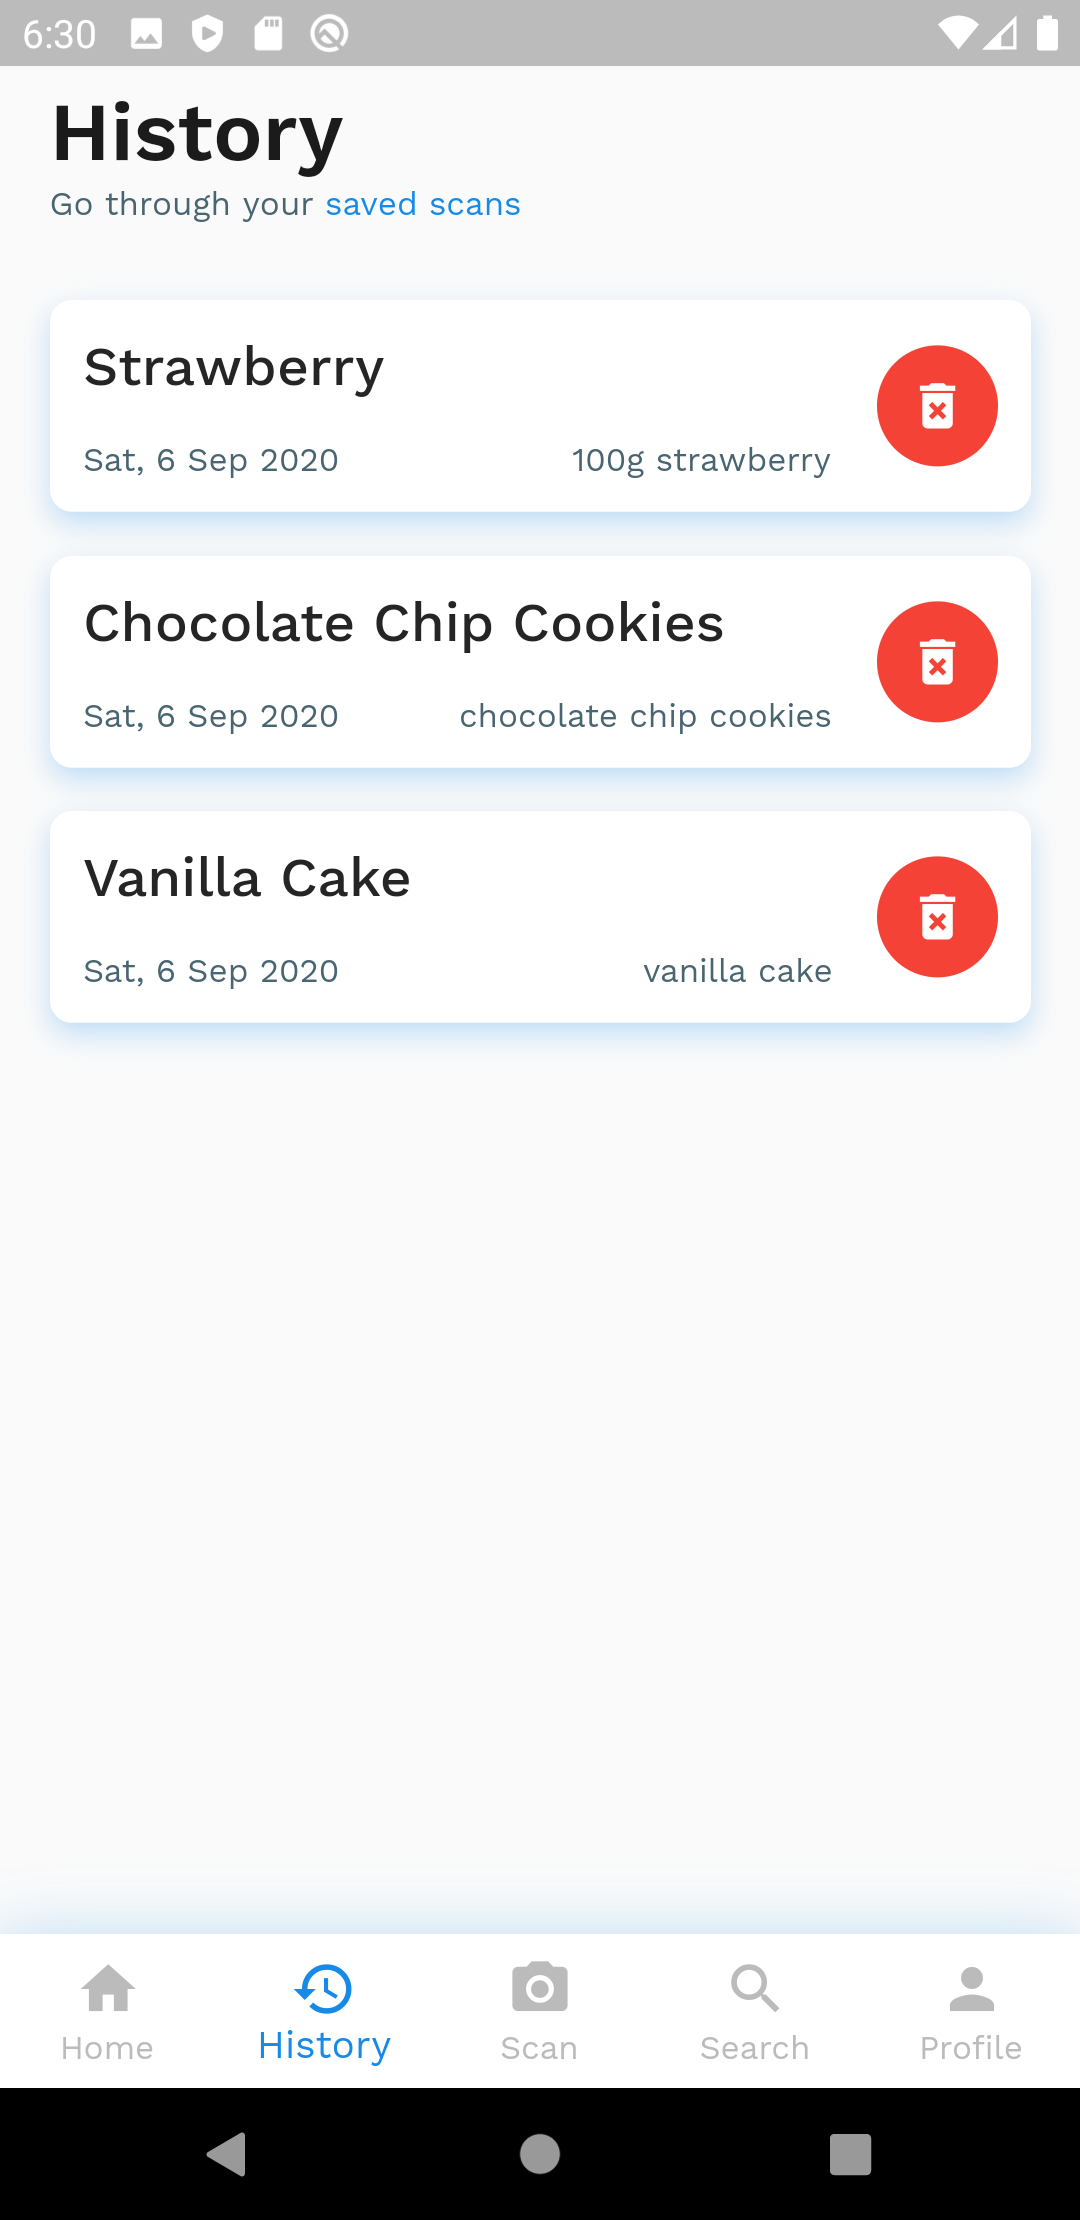 6:30
History
Go through your saved scans
Strawberry
Sat, 6 Sep 2020 100g strawberry
Chocolate Chip Cookies
Sat, 6 Sep 2020 chocolate chip cookies
Vanilla Cake
Sat, 6 Sep 2020 vanilla cake
Home History Scan Search Profile